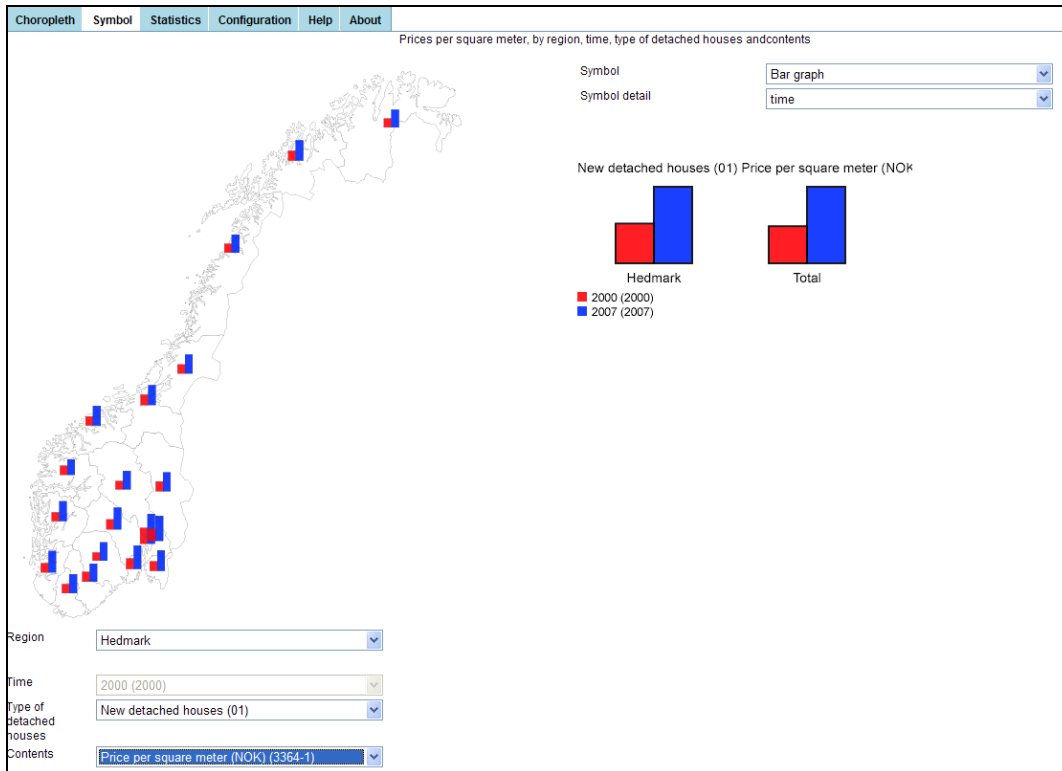 Choropleth Symbol Statistics Configuration Help About
Prices per square meter, by region, time, type of detached houses andcontents
Symbol Bar graph
Symbol detail time
New detached houses (01) Price per square meter (NOK
Hedmark Total
2000 (2000)
2007 (2007)
Region Hedmark
Time 2000 (2000)
Type of
detached
houses
New detached houses (01)
Contents Price per square meter (NOK) (3364-1)